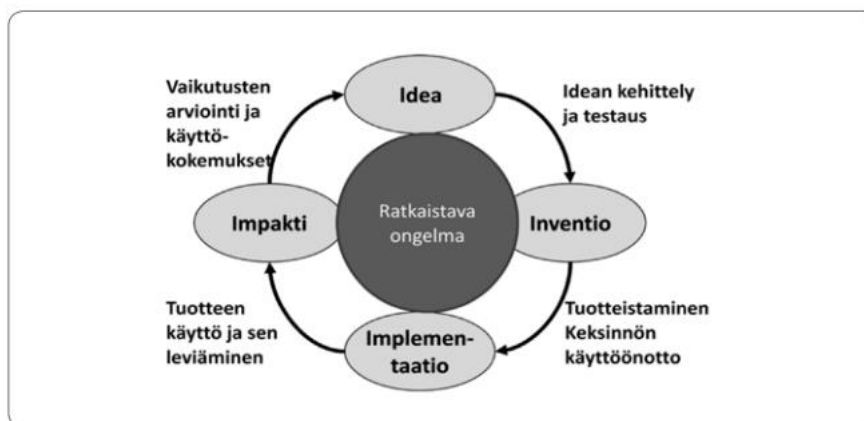 Idea
Idean kehittely
ja testaus
Inventio
Tuotteistaminen
Keksinnön
käyttöönotto
Implemen-
taatio
Tuotteen
käyttö ja sen
leviäminen
Impakti
Vaikutusten
arviointi ja
käyttö-
kokemukset
Ratkaistava
ongelma